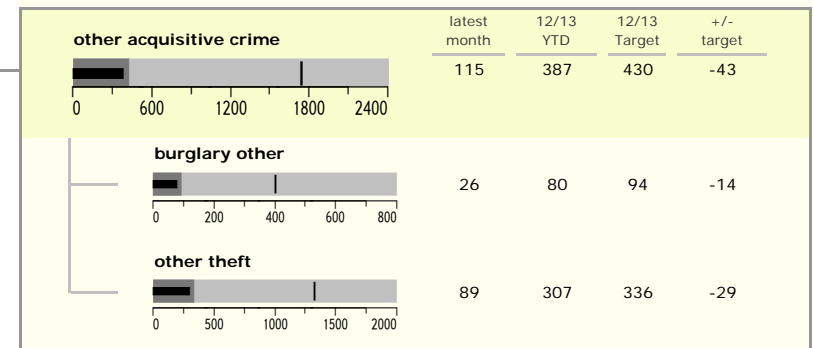 latest 12/13 12/13 +/-
month YTD Target target
other acquisitive crime
115 387 430 -43
0 600 1200 1800 2400
burglary other
26 80 94 -14
0 200 400 600 800
other theft
89 307 336 -29
0 500 1000 1500 2000